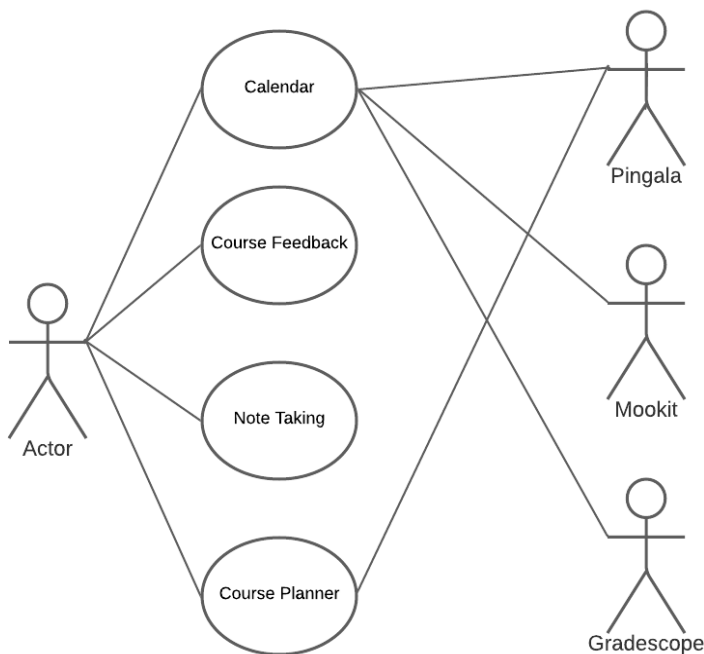 Calendar
Pingala
Course Feedback
Mookit
Note Taking
Actor
Course Planner
Gradescope